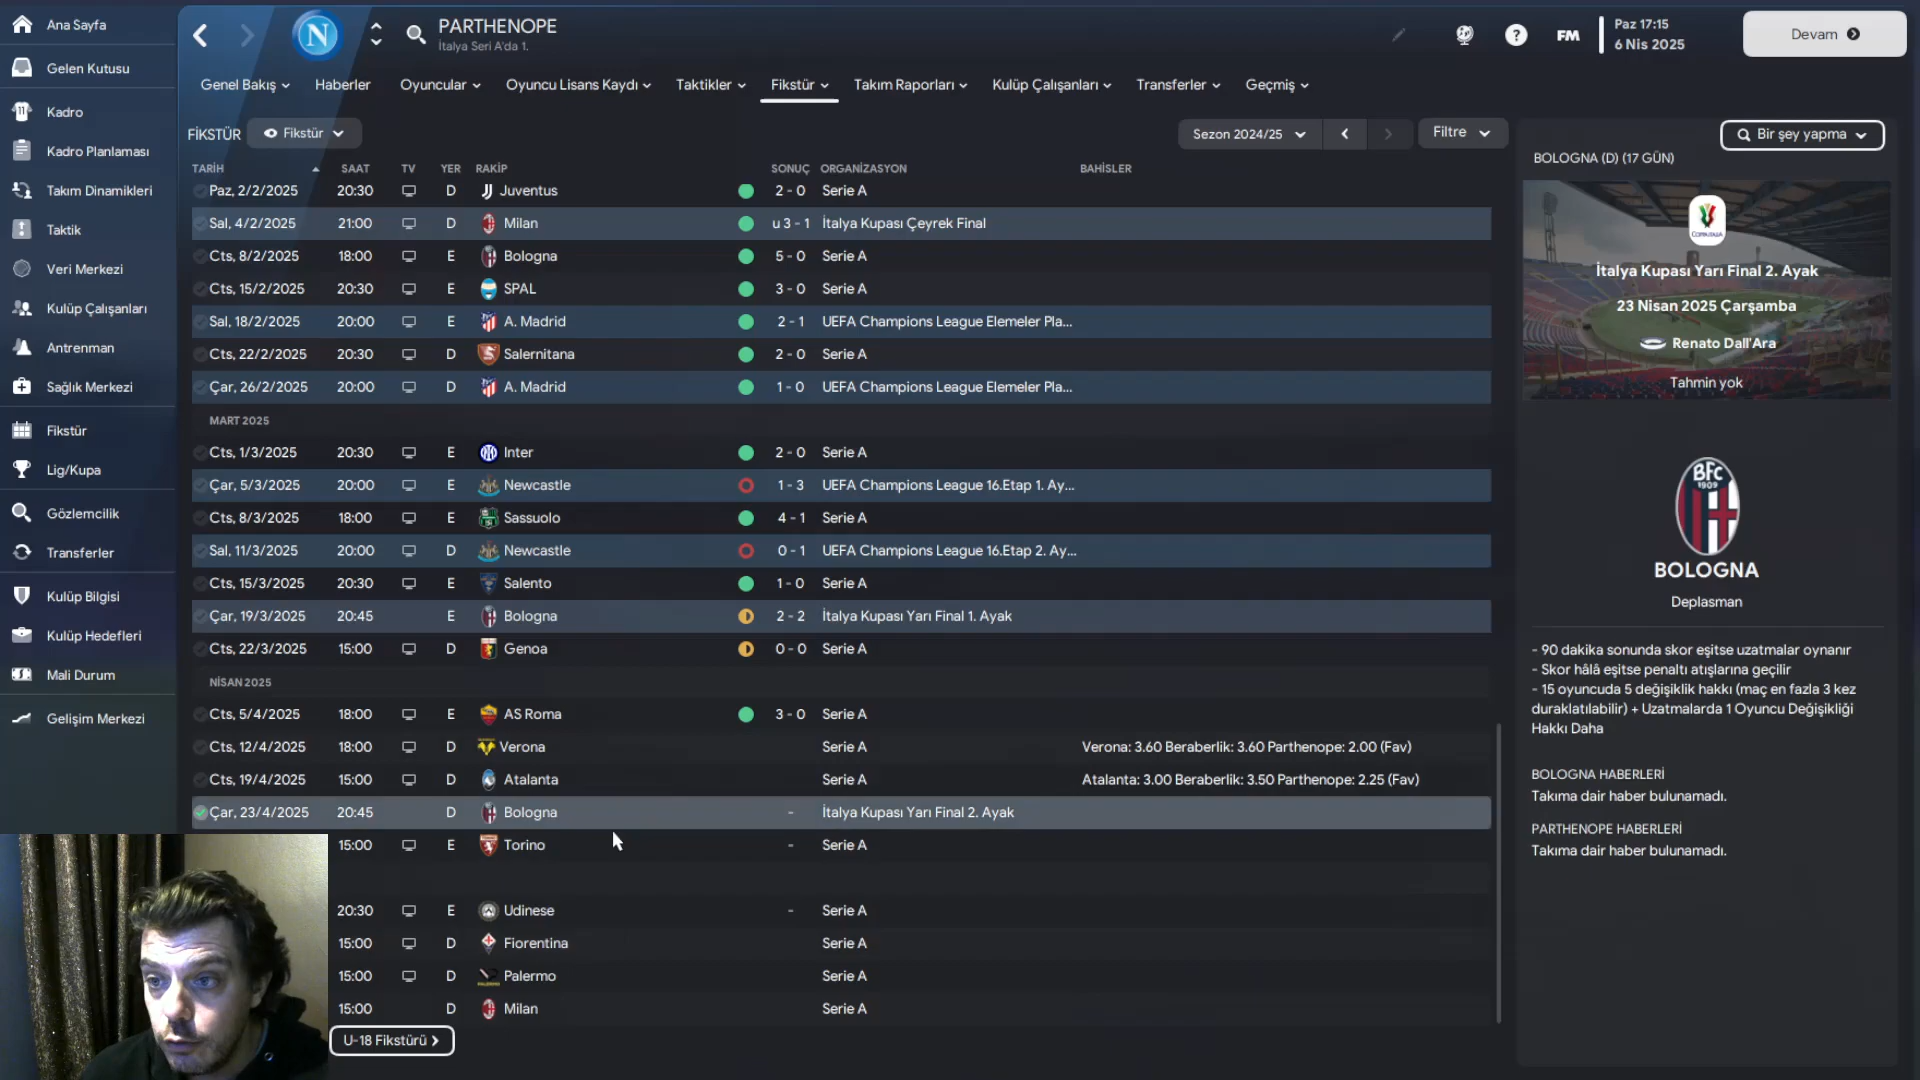 PARTHENOPE
İtalya Seri A'da 1.
Paz 17:15
6 Nis 2025
Devam
FM
Ana Sayfa
Gelen Kutusu
Kadro
Kadro Planlaması
Takım Dinamikleri
Taktik
Veri Merkezi
Kulüp Çalışanları
Antrenman
Sağlık Merkezi
Fikstür
Lig/Kupa
Gözlemcilik
Transferler
Kulüp Bilgisi
Kulüp Hedefleri
Mali Durum
Gelişim Merkezi
Genel Bakış Haberler Oyuncular Oyuncu Lisans Kaydı Taktikler Fikstür Takım Raporları Kulüp Çalışanları Transferler Geçmiş
FİKSTÜR Fikstür Sezon 2024/25 Filtre
TARİH SAAT TV YER RAKİP SONUÇ ORGANİZASYON BAHİSLER
Paz, 2/2/2025 20:30 D Juventus 2 - 0 Serie A
Sal, 4/2/2025 21:00 D Milan u 3 - 1 İtalya Kupası Çeyrek Final
Cts, 8/2/2025 18:00 E Bologna 5 - 0 Serie A
Cts, 15/2/2025 20:30 E SPAL 3 - 0 Serie A
Sal, 18/2/2025 20:00 E A. Madrid 2 - 1 UEFA Champions League Elemeler Pla...
Cts, 22/2/2025 20:30 D Salernitana 2 - 0 Serie A
Çar, 26/2/2025 20:00 D A. Madrid 1 - 0 UEFA Champions League Elemeler Pla...
MART 2025
Cts, 1/3/2025 20:30 E Inter 2 - 0 Serie A
Çar, 5/3/2025 20:00 E Newcastle 1 - 3 UEFA Champions League 16.Etap 1. Ay...
Cts, 8/3/2025 18:00 E Sassuolo 4 - 1 Serie A
Sal, 11/3/2025 20:00 D Newcastle 0 - 1 UEFA Champions League 16.Etap 2. Ay...
Cts, 15/3/2025 20:30 E Salento 1 - 0 Serie A
Çar, 19/3/2025 20:45 E Bologna 2 - 2 İtalya Kupası Yarı Final 1. Ayak
Cts, 22/3/2025 15:00 D Genoa 0 - 0 Serie A
NİSAN 2025
Cts, 5/4/2025 18:00 E AS Roma 3 - 0 Serie A
Cts, 12/4/2025 18:00 D Verona Serie A Verona: 3.60 Beraberlik: 3.60 Parthenope: 2.00 (Fav)
Cts, 19/4/2025 15:00 D Atalanta Serie A Atalanta: 3.00 Beraberlik: 3.50 Parthenope: 2.25 (Fav)
Çar, 23/4/2025 20:45 D Bologna - İtalya Kupası Yarı Final 2. Ayak
15:00 E Torino - Serie A
20:30 E Udinese - Serie A
15:00 D Fiorentina Serie A
15:00 D Palermo Serie A
15:00 D Milan Serie A
U-18 Fikstürü
Bir şey yapma
BOLOGNA (D) (17 GÜN)
İtalya Kupası Yarı Final 2. Ayak
23 Nisan 2025 Çarşamba
Renato Dall'Ara
Tahmin yok
BFC
1909
BOLOGNA
Deplasman
- 90 dakika sonunda skor eşitse uzatmalar oynanır
- Skor hâlâ eşitse penaltı atışlarına geçilir
- 15 oyuncuda 5 değişiklik hakkı (maç en fazla 3 kez
duraklatılabilir) + Uzatmalarda 1 Oyuncu Değişikliği
Hakkı Daha
BOLOGNA HABERLERİ
Takıma dair haber bulunamadı.
PARTHENOPE HABERLERİ
Takıma dair haber bulunamadı.